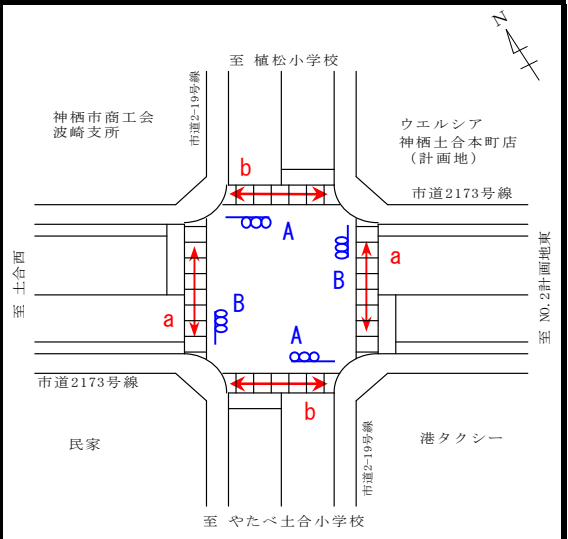 N
至 植松小学校
市道2-19号線
神栖市商工会
波崎支所
ウエルシア
神栖土合本町店
(計画地)
市道2173号線
b
A
a
B
至 土合西
至 NO.2計画地東
B
a
A
市道2173号線
b
民家
港タクシー
市道2-19号線
至 やたべ土合小学校